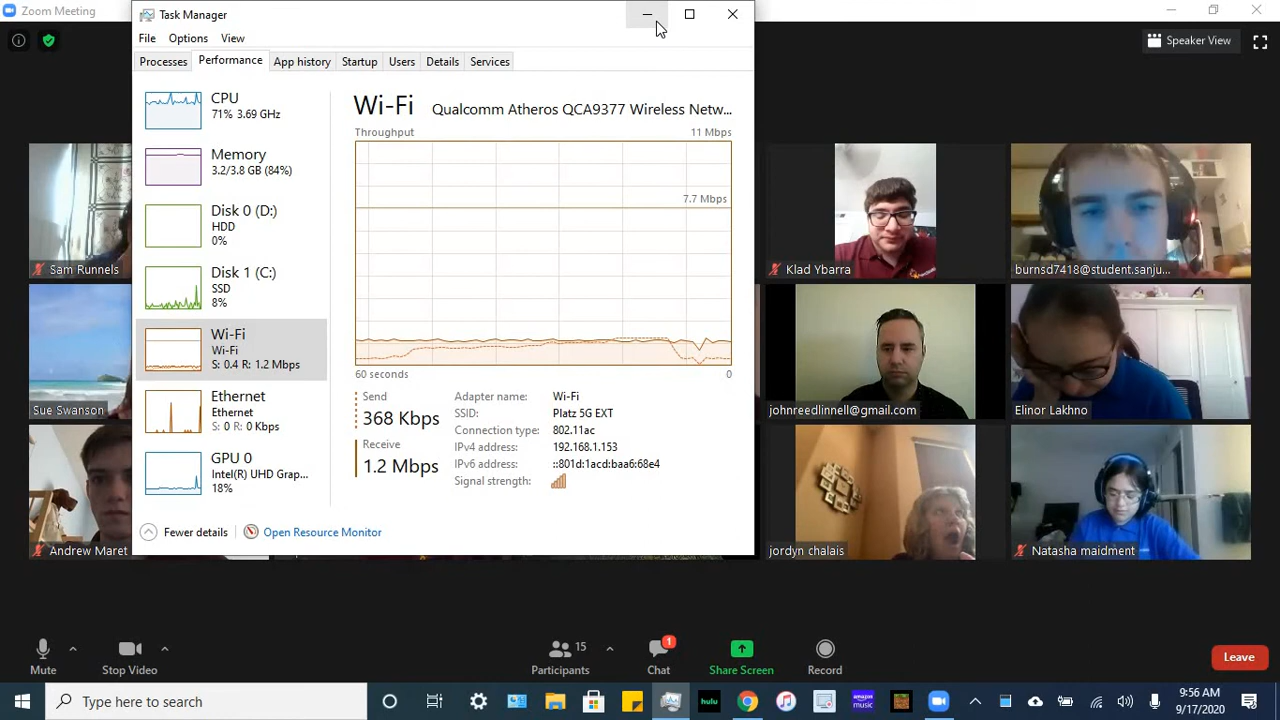 Zoom Meeting
Task Manager
File Options View
Speaker View
Processes Performance App history Startup Users Details Services
CPU
71% 3.69 GHz
Memory
3.2/3.8 GB (84%)
Disk 0 (D:)
HDD
0%
Disk 1 (C:)
SSD
8%
Wi-Fi
Wi-Fi
S: 0.4 R: 1.2 Mbps
Ethernet
Ethernet
S: 0 R: 0 Kbps
GPU 0
Intel(R) UHD Grap...
18%
Wi-Fi Qualcomm Atheros QCA9377 Wireless Netw...
Throughput 11 Mbps
7.7 Mbps
60 seconds 0
Send
368 Kbps
Receive
1.2 Mbps
Adapter name: Wi-Fi
SSID: Platz 5G EXT
Connection type: 802.11ac
IPv4 address: 192.168.1.153
IPv6 address: ::801d:1acd:baa6:68e4
Signal strength:
Fewer details Open Resource Monitor
Sam Runnels
Klad Ybarra
burnsd7418@student.sanju...
Sue Swanson
johnreedlinnell@gmail.com
Elinor Lakhno
Andrew Maret
jordyn chalais
Natasha maidment
Mute
Stop Video
15
Participants
1
Chat
Share Screen
Record
Leave
Type here to search
hulu
amazon music
9:56 AM
9/17/2020